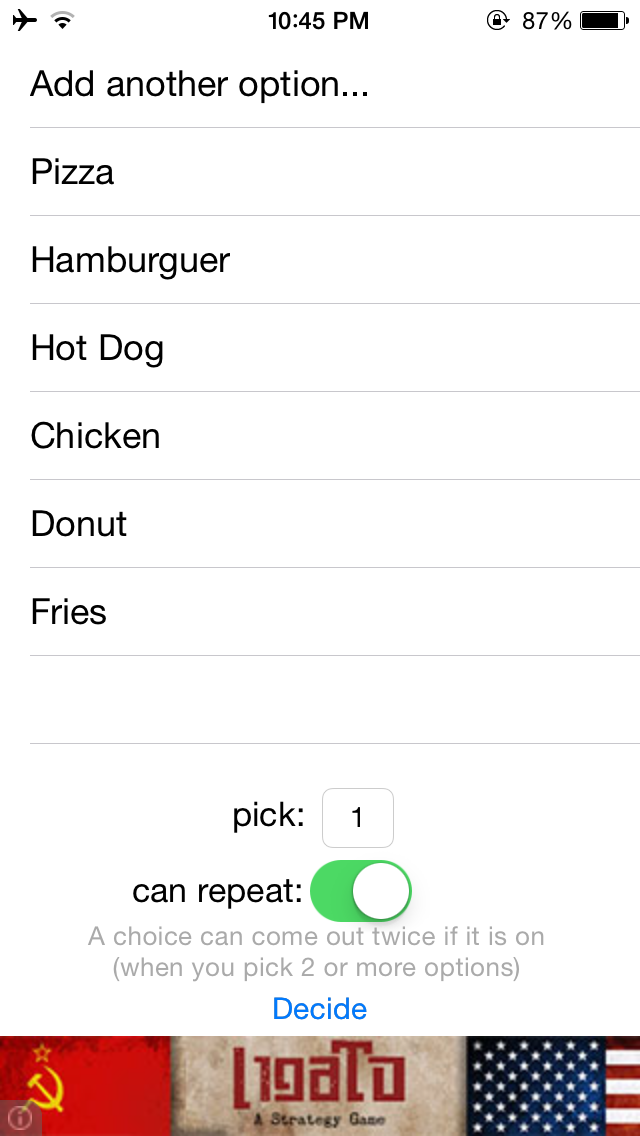 10:45 PM 87%
Add another option...
Pizza
Hamburguer
Hot Dog
Chicken
Donut
Fries
pick: 1
can repeat:
A choice can come out twice if it is on
(when you pick 2 or more options)
Decide
LIGATO
A Strategy Game